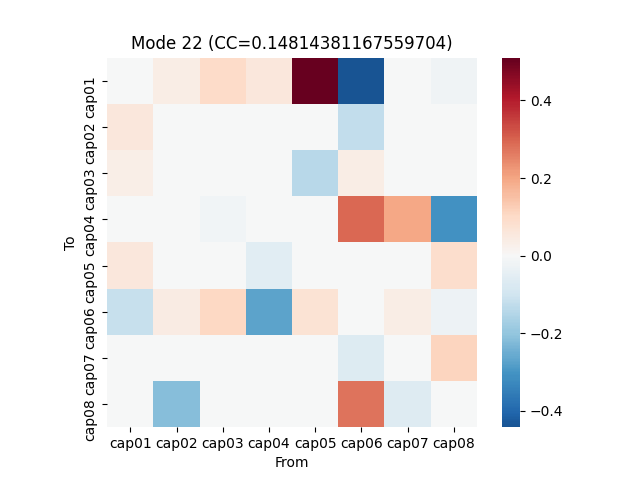 Mode 22 (CC=0.14814381167559704)
To
cap01
cap02
cap03
cap04
cap05
cap06
cap07
cap08
cap01 cap02 cap03 cap04 cap05 cap06 cap07 cap08
From
0.4
0.2
0.0
−0.2
−0.4